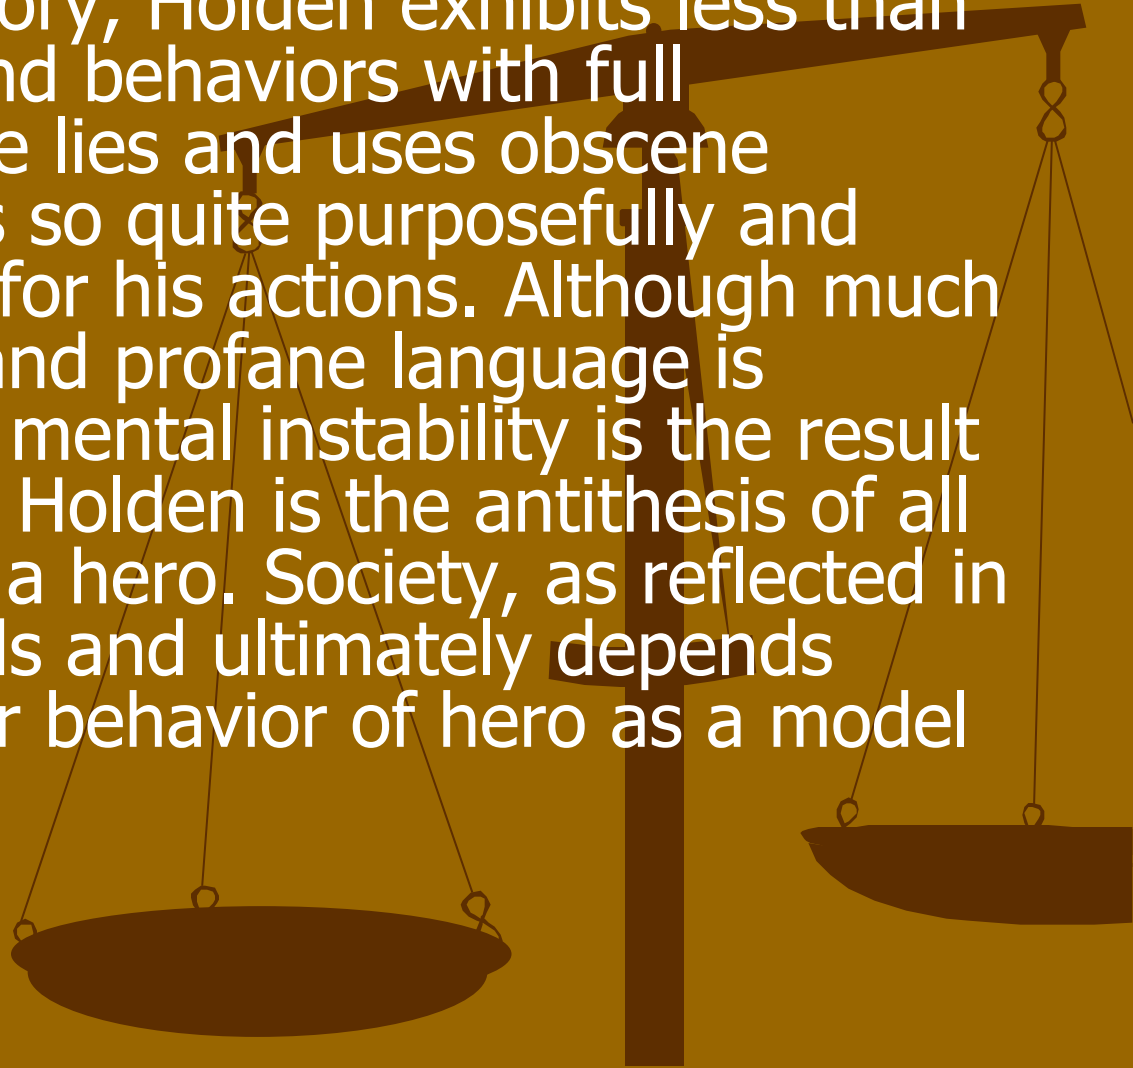 ory, Holden exhibits less than
nd behaviors with full
e lies and uses obscene
s so quite purposefully and
for his actions. Although much
and profane language is
mental instability is the result
Holden is the antithesis of all
a hero. Society, as reflected in
ls and ultimately depends
r behavior of hero as a model